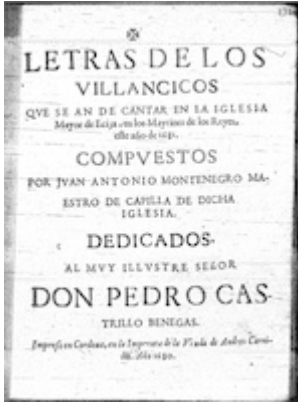 LETRAS DE LOS
VILLANCICOS
QVE SE AN DE CANTAR EN LA IGLESIA
Mayor de Ecija, en los Maytines de los Reyes,
este año de
COMPVESTOS
POR JVAN ANTONIO MONTENEGRO MA-
ESTRO DE CAPILLA DE DICHA
IGLESIA.
DEDICADOS.
AL MVY ILLVSTRE SEÑOR
DON PEDRO CAS-
TRILLO BENEGAS.
Impressos en Cordoua, en la Imprenta de la Viuda de Andres
Año